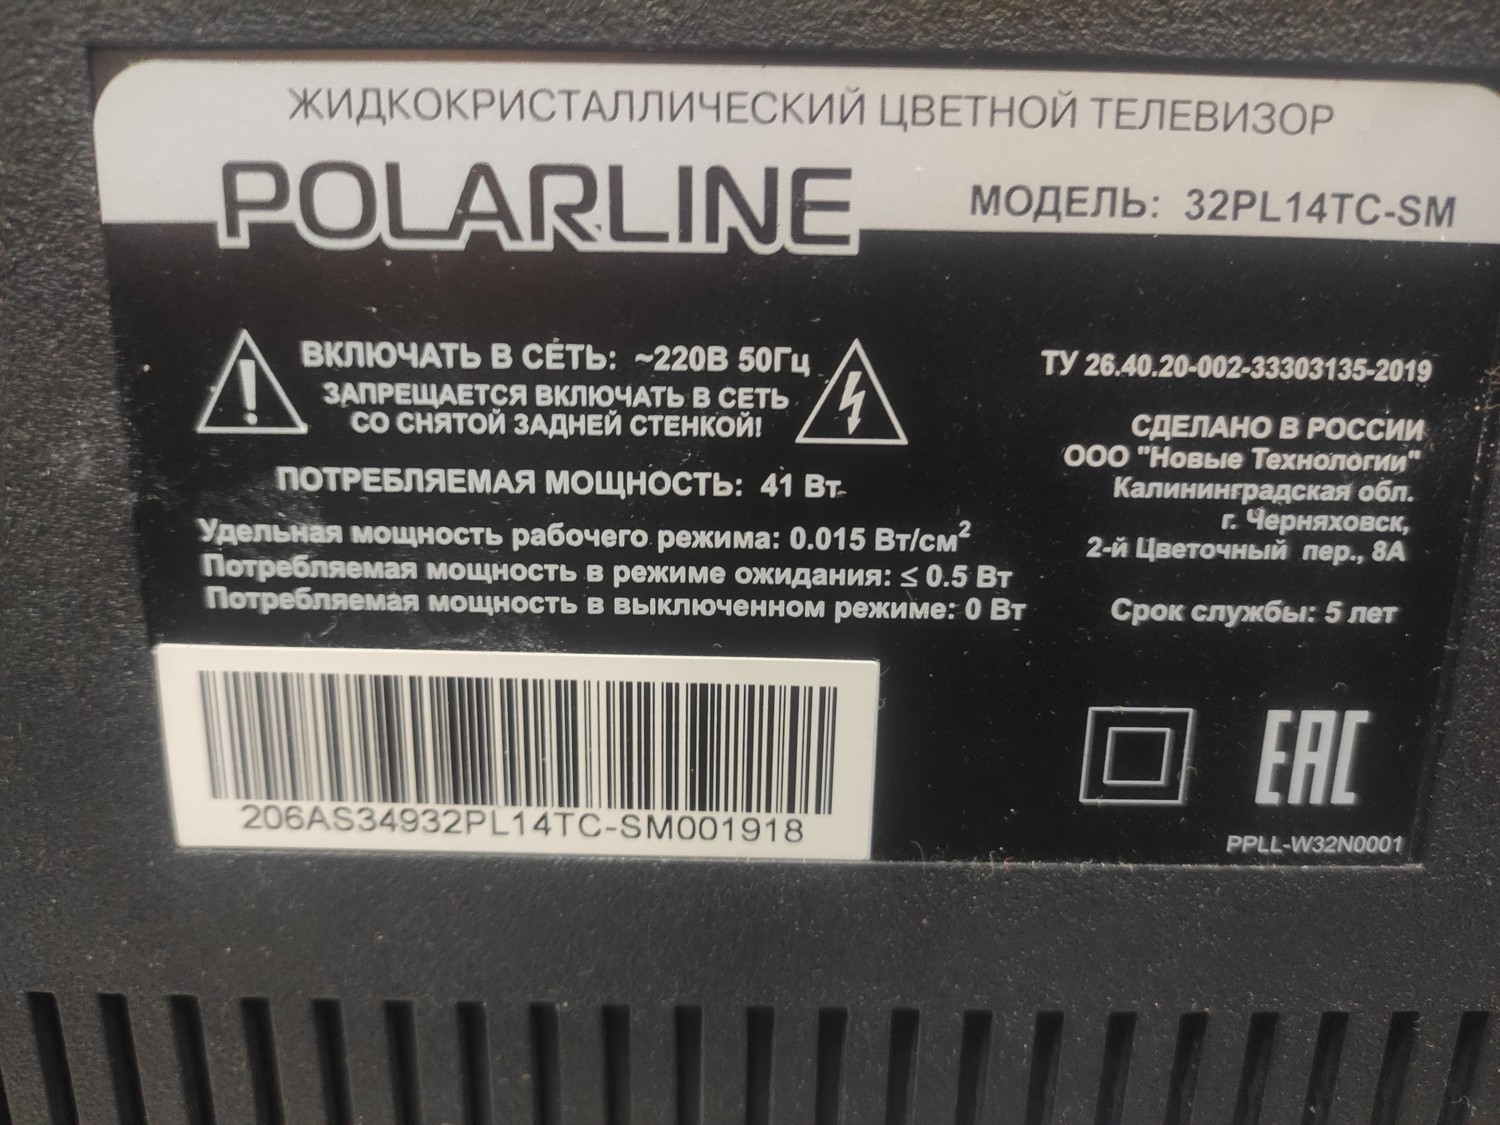 ЖИДКОКРИСТАЛЛИЧЕСКИЙ ЦВЕТНОЙ ТЕЛЕВИЗОР
POLARLINE
МОДЕЛЬ: 32PL14TC-SM
ВКЛЮЧАТЬ В СЕТЬ: ~220В 50Гц
ЗАПРЕЩАЕТСЯ ВКЛЮЧАТЬ В СЕТЬ
СО СНЯТОЙ ЗАДНЕЙ СТЕНКОЙ!
ПОТРЕБЛЯЕМАЯ МОЩНОСТЬ: 41 Вт
Удельная мощность рабочего режима: 0.015 Вт/см²
Потребляемая мощность в режиме ожидания: ≤ 0.5 Вт
Потребляемая мощность в выключенном режиме: 0 Вт
ТУ 26.40.20-002-33303135-2019
СДЕЛАНО В РОССИИ
ООО "Новые Технологии"
Калининградская обл.
г. Черняховск,
2-й Цветочный пер., 8А
Срок службы: 5 лет
206AS34932PL14TC-SM001918
EAC
PPLL-W32N0001